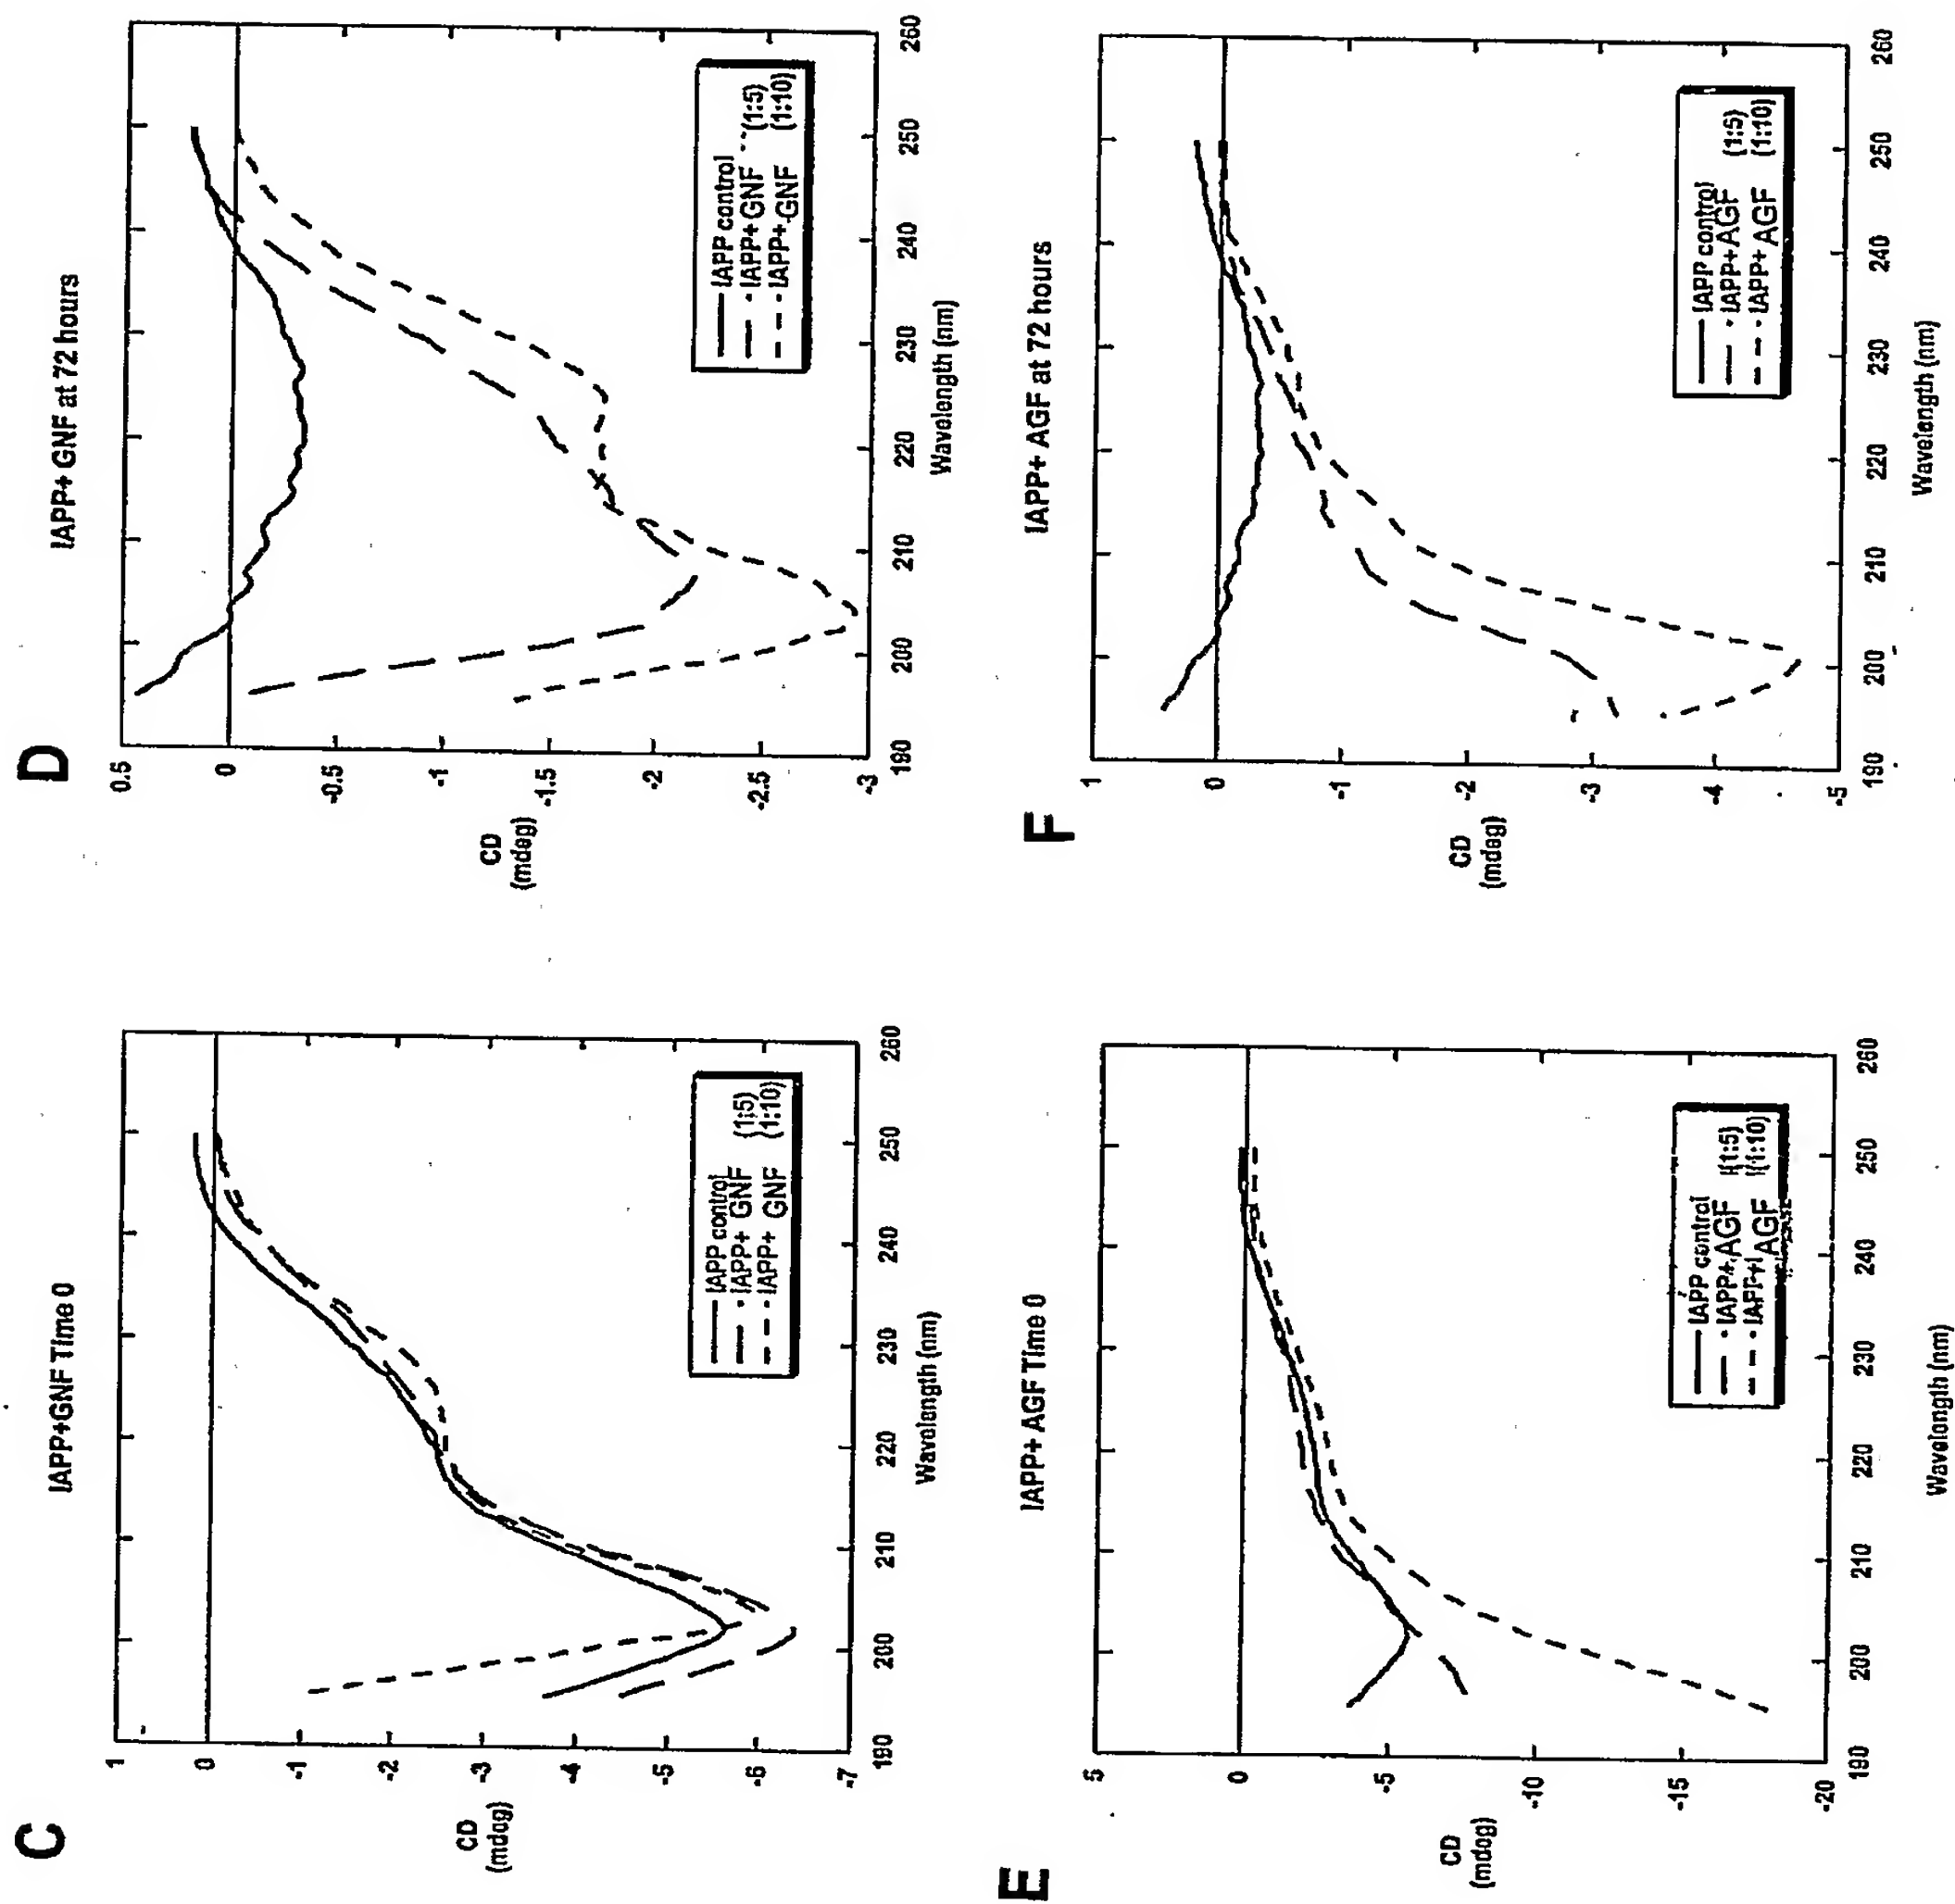 C
IAPP+GNF Time 0
1
0
-1
-2
-3
-4
-5
-6
-7
CD
(mdeg)
190
200
210
220
230
240
250
260
Wavelength (nm)
IAPP control
IAPP+ GNF (1:5)
IAPP+ GNF (1:10)
D
IAPP+ GNF at 72 hours
0.5
0
-0.5
-1
-1.5
-2
-2.5
-3
CD
(mdeg)
190
200
210
220
230
240
250
260
Wavelength (nm)
IAPP control
IAPP+ GNF (1:5)
IAPP+ GNF (1:10)
E
IAPP+ AGF Time 0
5
0
-5
-10
-15
-20
CD
(mdeg)
190
200
210
220
230
240
250
260
Wavelength (nm)
IAPP control
IAPP+ AGF (1:5)
IAPP+ AGF (1:10)
F
IAPP+ AGF at 72 hours
1
0
-1
-2
-3
-4
-5
CD
(mdeg)
190
200
210
220
230
240
250
260
Wavelength (nm)
IAPP control
IAPP+ AGF (1:5)
IAPP+ AGF (1:10)